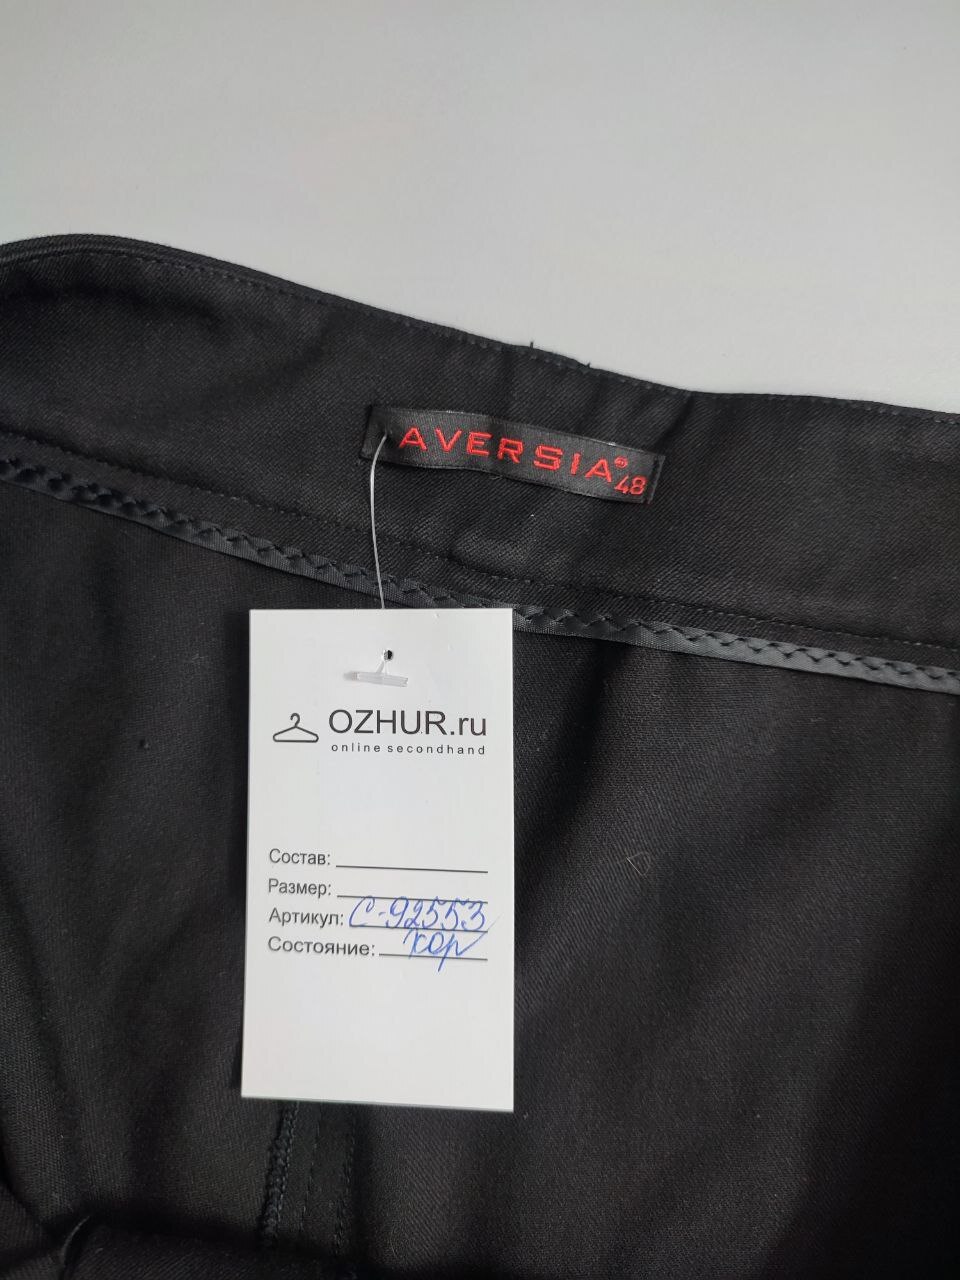 AVERSIA
48
OZHUR.ru
online secondhand
Состав:
Размер:
Артикул: С-92553
Состояние: хор